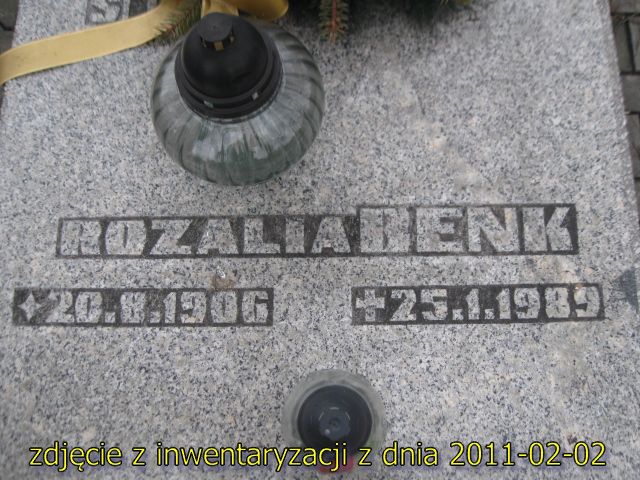 ROZALIA BENK
20.8.1906 25.1.1989
zdjęcie z inwentaryzacji z dnia 2011-02-02